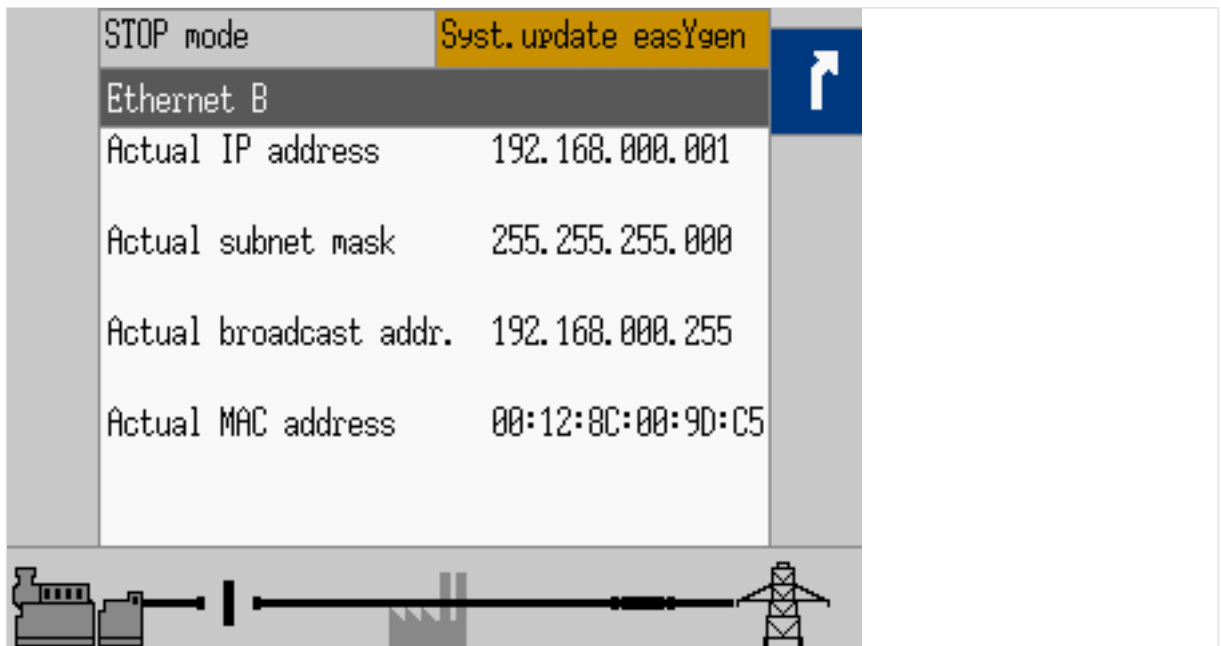 STOP mode Syst.update easYgen
Ethernet B
Actual IP address 192.168.000.001
Actual subnet mask 255.255.255.000
Actual broadcast addr. 192.168.000.255
Actual MAC address 00:12:8C:00:9D:C5